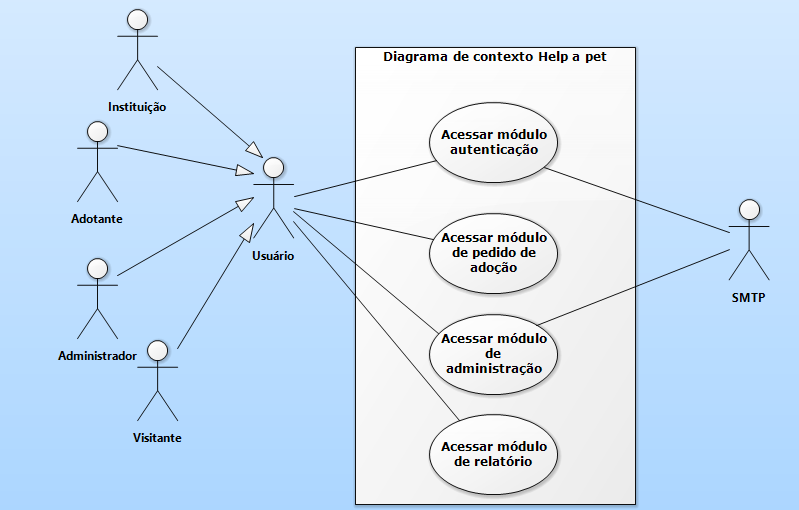 Diagrama de contexto Help a pet
Instituição
Adotante
Administrador
Visitante
Usuário
Acessar módulo
autenticação
Acessar módulo
de pedido de
adoção
Acessar módulo
de
administração
Acessar módulo
de relatório
SMTP